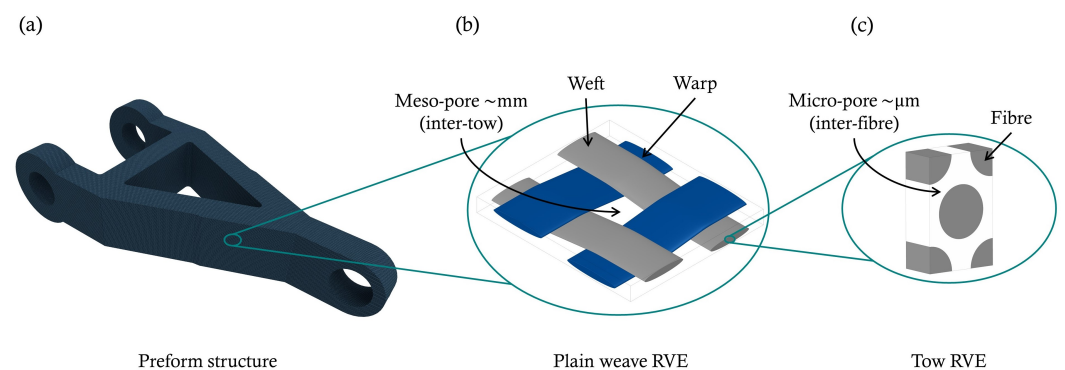 (a)
(b)
(c)
Weft
Warp
Meso-pore ~mm
(inter-tow)
Micro-pore ~μm
(inter-fibre)
Fibre
Preform structure
Plain weave RVE
Tow RVE